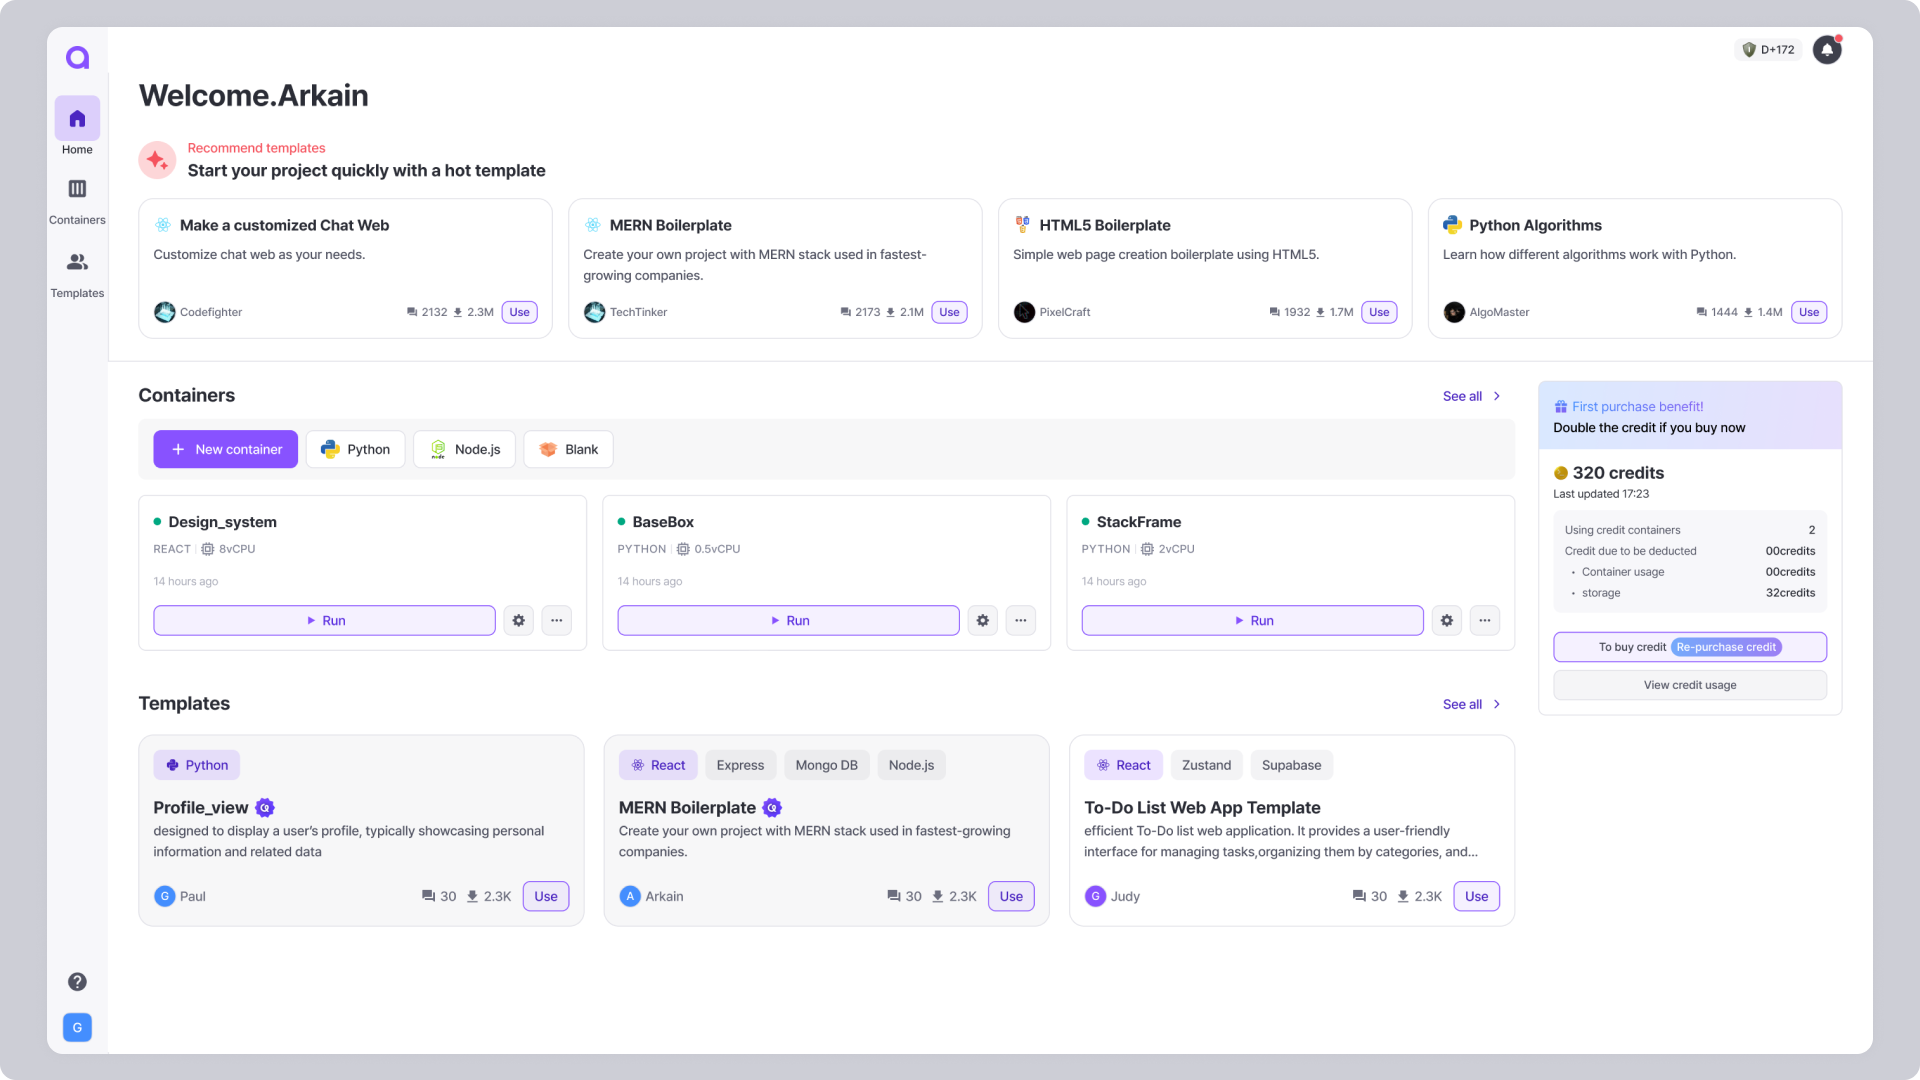 D+172
Welcome.Arkain
Home
Recommend templates
Start your project quickly with a hot template
Containers
Templates
Make a customized Chat Web
Customize chat web as your needs.
Codefighter
2132
2.3M
Use
MERN Boilerplate
Create your own project with MERN stack used in fastest-
growing companies.
TechTinker
2173
2.1M
Use
HTML5 Boilerplate
Simple web page creation boilerplate using HTML5.
PixelCraft
1932
1.7M
Use
Python Algorithms
Learn how different algorithms work with Python.
AlgoMaster
1444
1.4M
Use
Containers
See all
New container
Python
Node.js
Blank
Design_system
REACT
8vCPU
14 hours ago
Run
BaseBox
PYTHON
0.5vCPU
14 hours ago
Run
StackFrame
PYTHON
2vCPU
14 hours ago
Run
First purchase benefit!
Double the credit if you buy now
320 credits
Last updated 17:23
Using credit containers 2
Credit due to be deducted 00credits
• Container usage 00credits
• storage 32credits
To buy credit Re-purchase credit
View credit usage
Templates
See all
Python
Profile_view
designed to display a user’s profile, typically showcasing personal
information and related data
G Paul
30
2.3K
Use
React
Express
Mongo DB
Node.js
MERN Boilerplate
Create your own project with MERN stack used in fastest-growing
companies.
A Arkain
30
2.3K
Use
React
Zustand
Supabase
To-Do List Web App Template
efficient To-Do list web application. It provides a user-friendly
interface for managing tasks,organizing them by categories, and...
G Judy
30
2.3K
Use
?
G